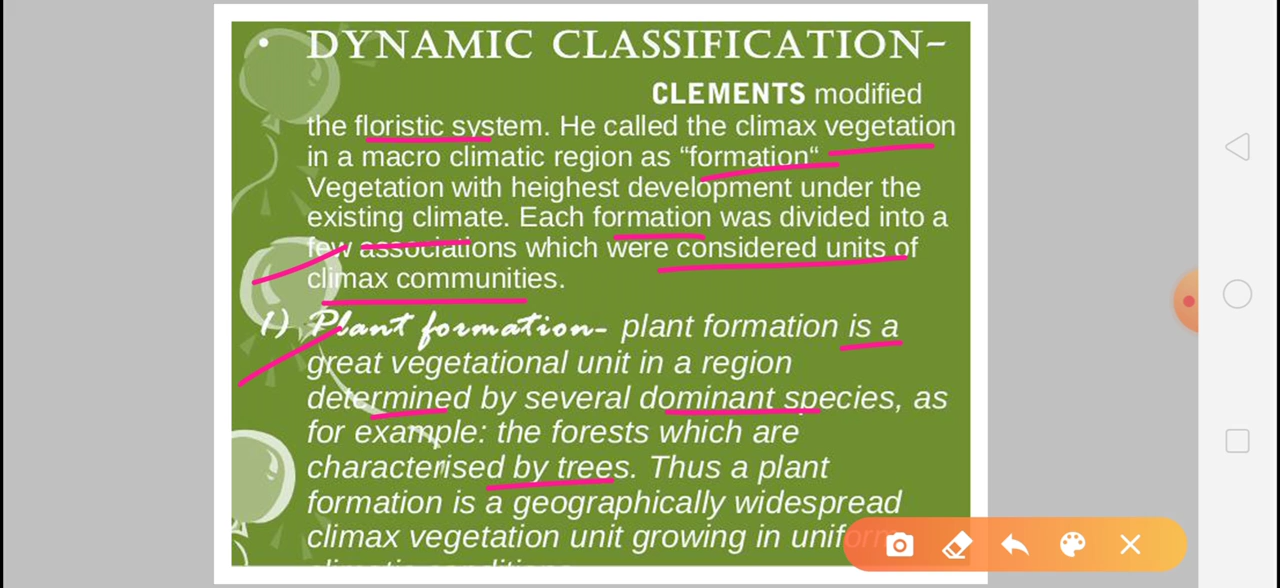 • DYNAMIC CLASSIFICATION-
CLEMENTS modified
the floristic system. He called the climax vegetation
in a macro climatic region as “formation“
Vegetation with heighest development under the
existing climate. Each formation was divided into a
few associations which were considered units of
climax communities.
1) Plant formation- plant formation is a
great vegetational unit in a region
determined by several dominant species, as
for example: the forests which are
characterised by trees. Thus a plant
formation is a geographically widespread
climax vegetation unit growing in uniform